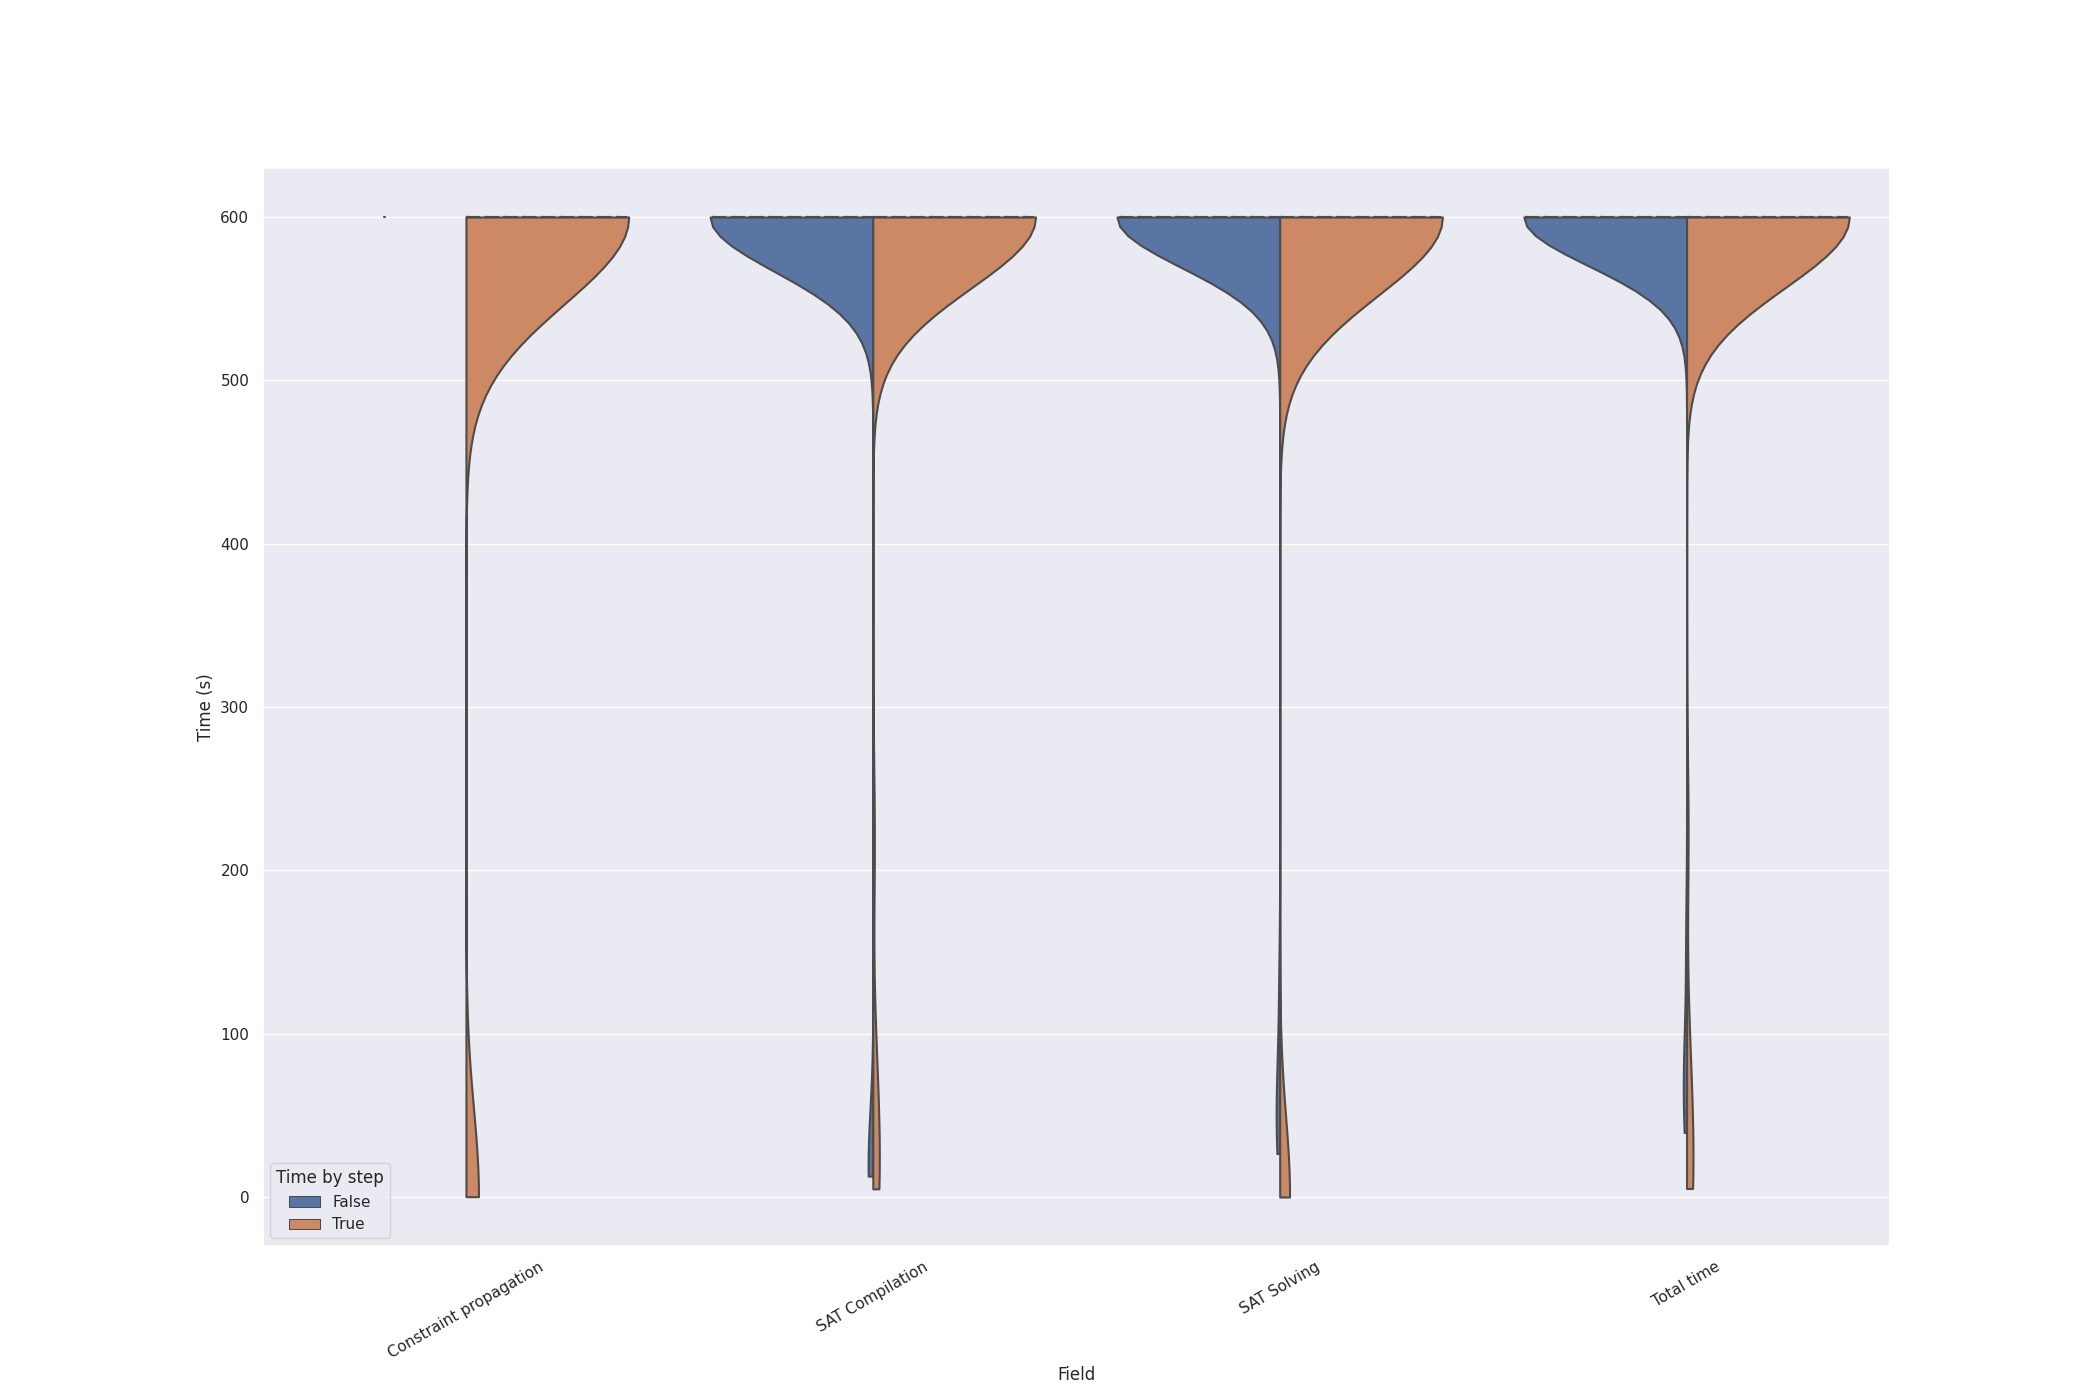 600
500
400
300
200
100
0
Time (s)
Time by step
False
True
Constraint propagation
SAT Compilation
SAT Solving
Total time
Field